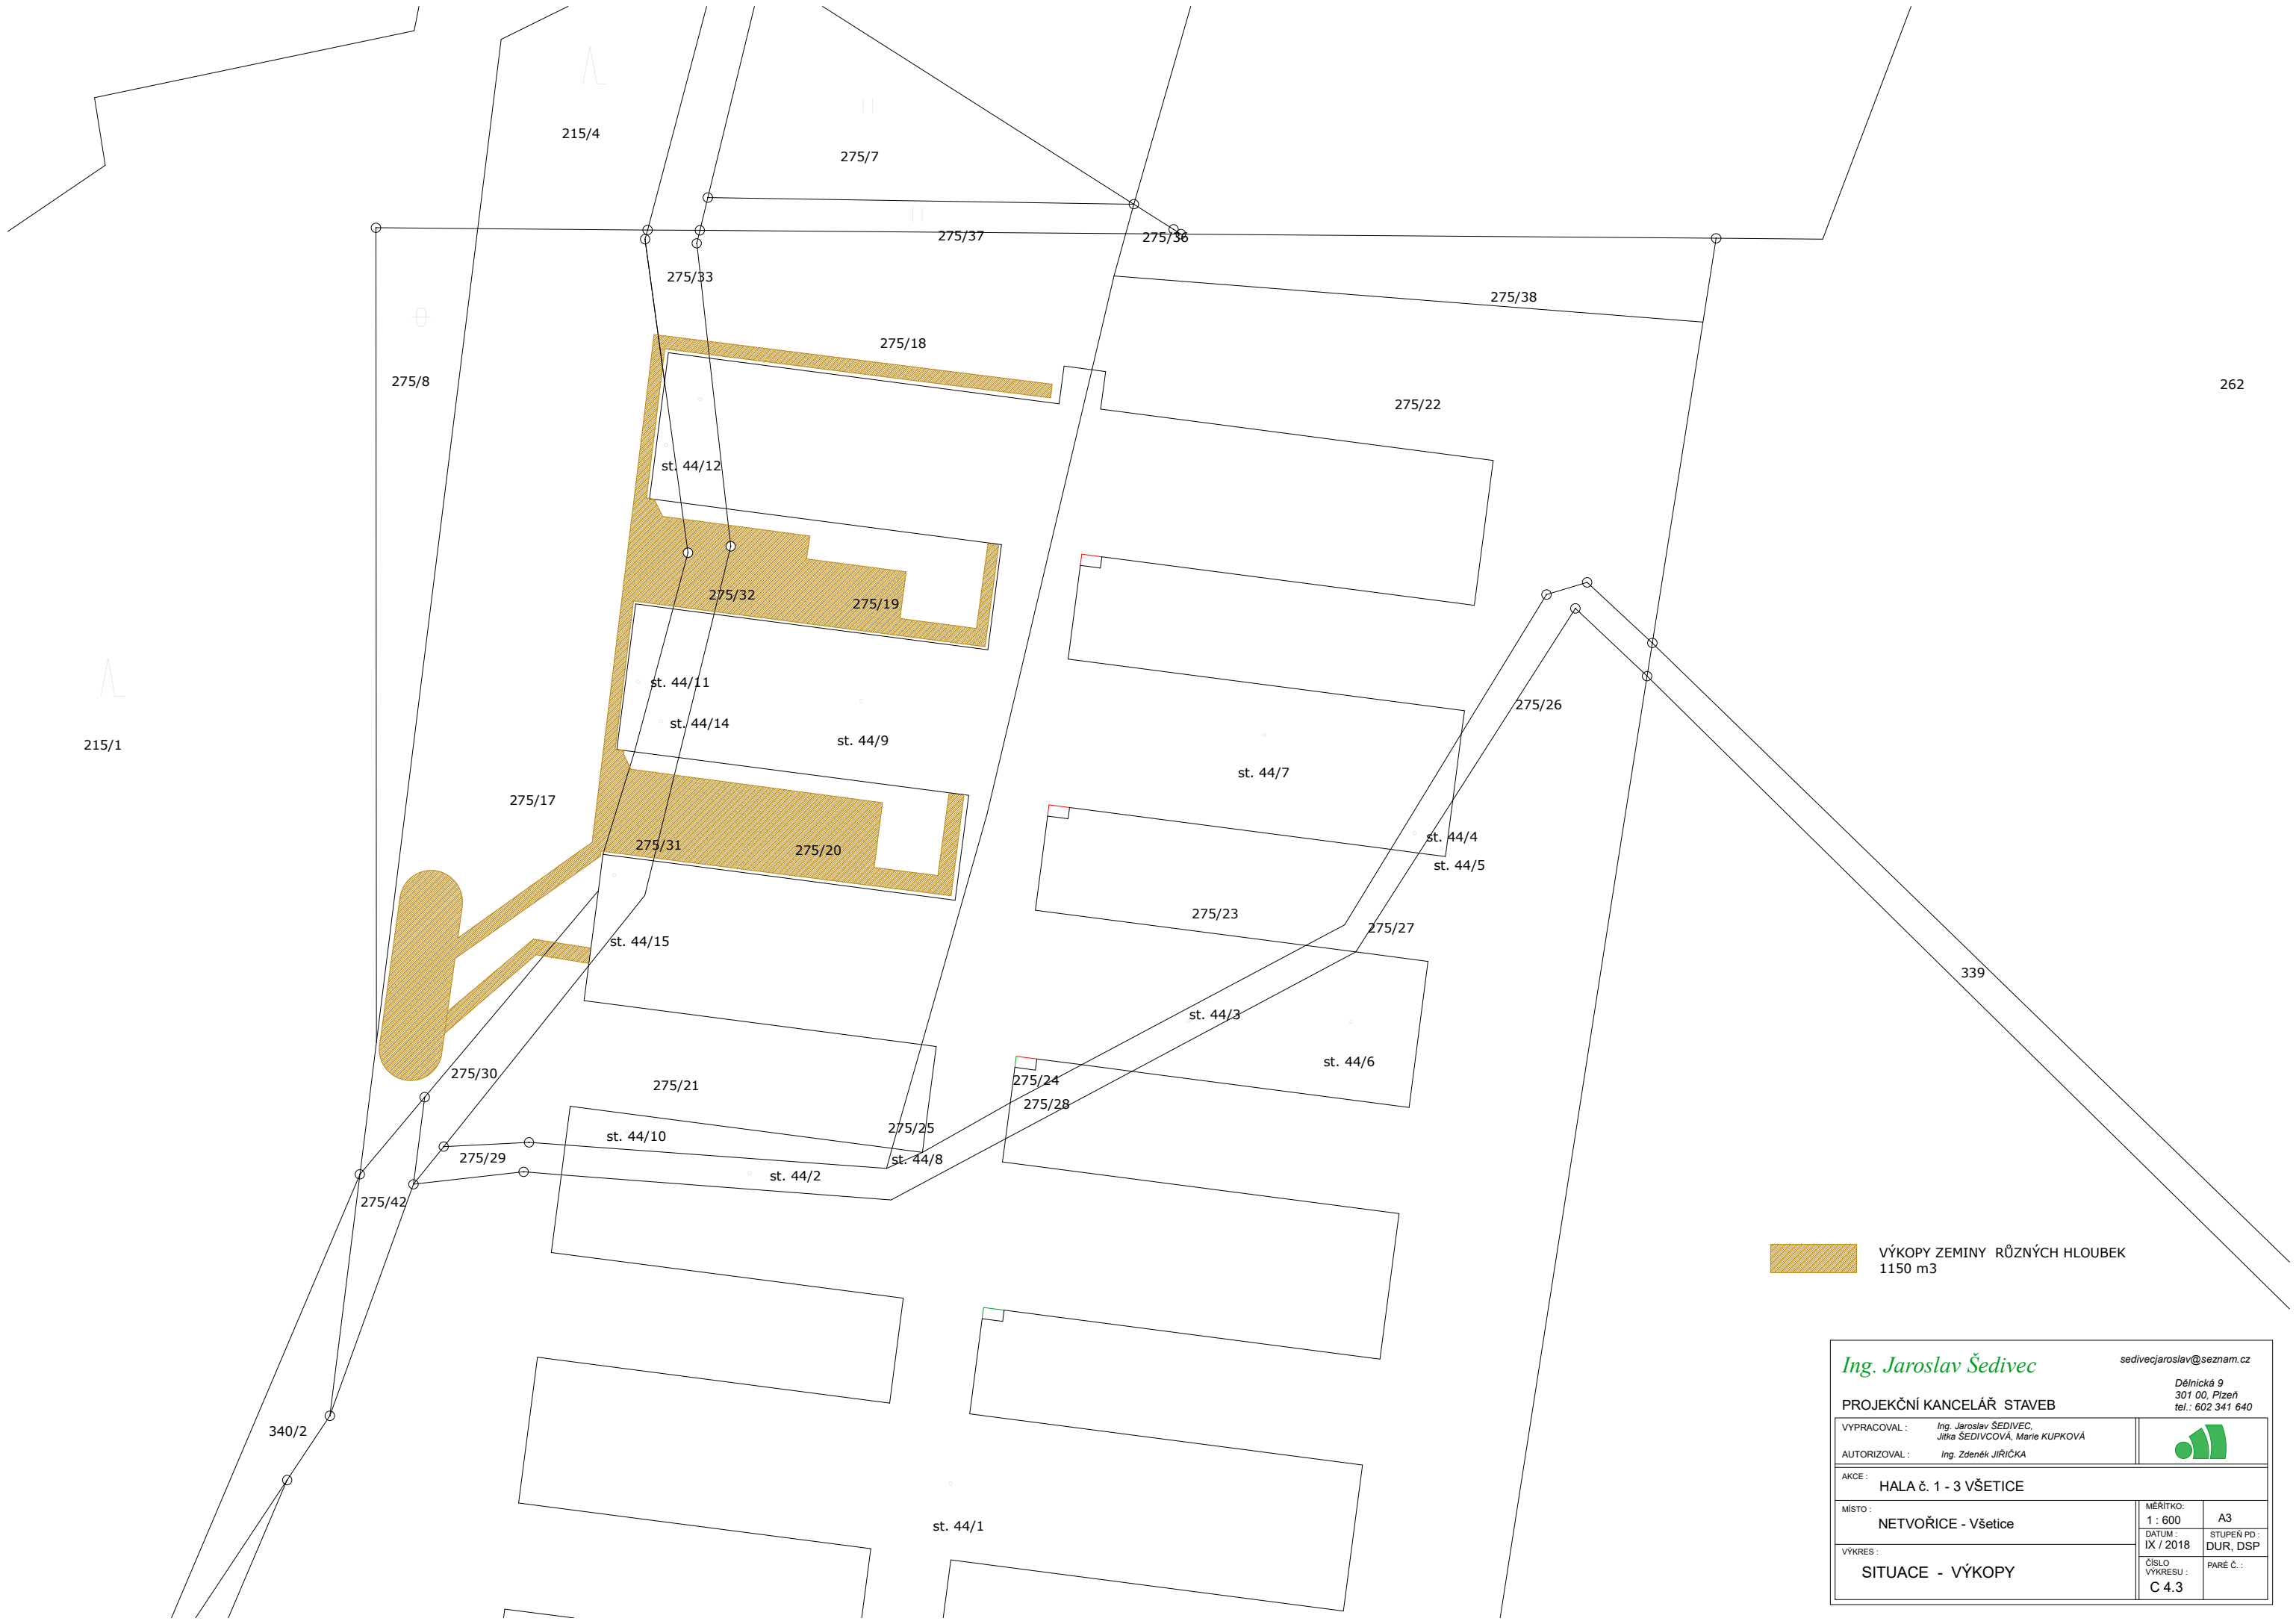 215/4
275/7
275/37
275/36
275/33
275/38
275/18
275/8
262
275/22
st. 44/12
275/32
275/19
st. 44/11
275/26
st. 44/14
st. 44/9
215/1
st. 44/7
275/17
st. 44/4
275/31
275/20
st. 44/5
275/23
275/27
st. 44/15
339
st. 44/3
st. 44/6
275/30
275/24
275/21
275/28
275/25
st. 44/10
275/29
st. 44/8
st. 44/2
275/42
340/2
st. 44/1
VÝKOPY ZEMINY RŮZNÝCH HLOUBEK
1150 m3
Ing. Jaroslav Šedivec
sedivecjaroslav@seznam.cz
Dělnická 9
301 00, Plzeň
tel.: 602 341 640
PROJEKČNÍ KANCELÁŘ STAVEB
VYPRACOVAL : Ing. Jaroslav ŠEDIVEC,
Jitka ŠEDIVCOVÁ, Marie KUPKOVÁ
AUTORIZOVAL : Ing. Zdeněk JIŘIČKA
AKCE :
HALA č. 1 - 3 VŠETICE
MÍSTO :
NETVOŘICE - Všetice
MĚŘÍTKO:
1 : 600
A3
DATUM :
IX / 2018
STUPEŇ PD :
DUR, DSP
VÝKRES :
SITUACE - VÝKOPY
ČÍSLO
VÝKRESU :
C 4.3
PARÉ Č. :